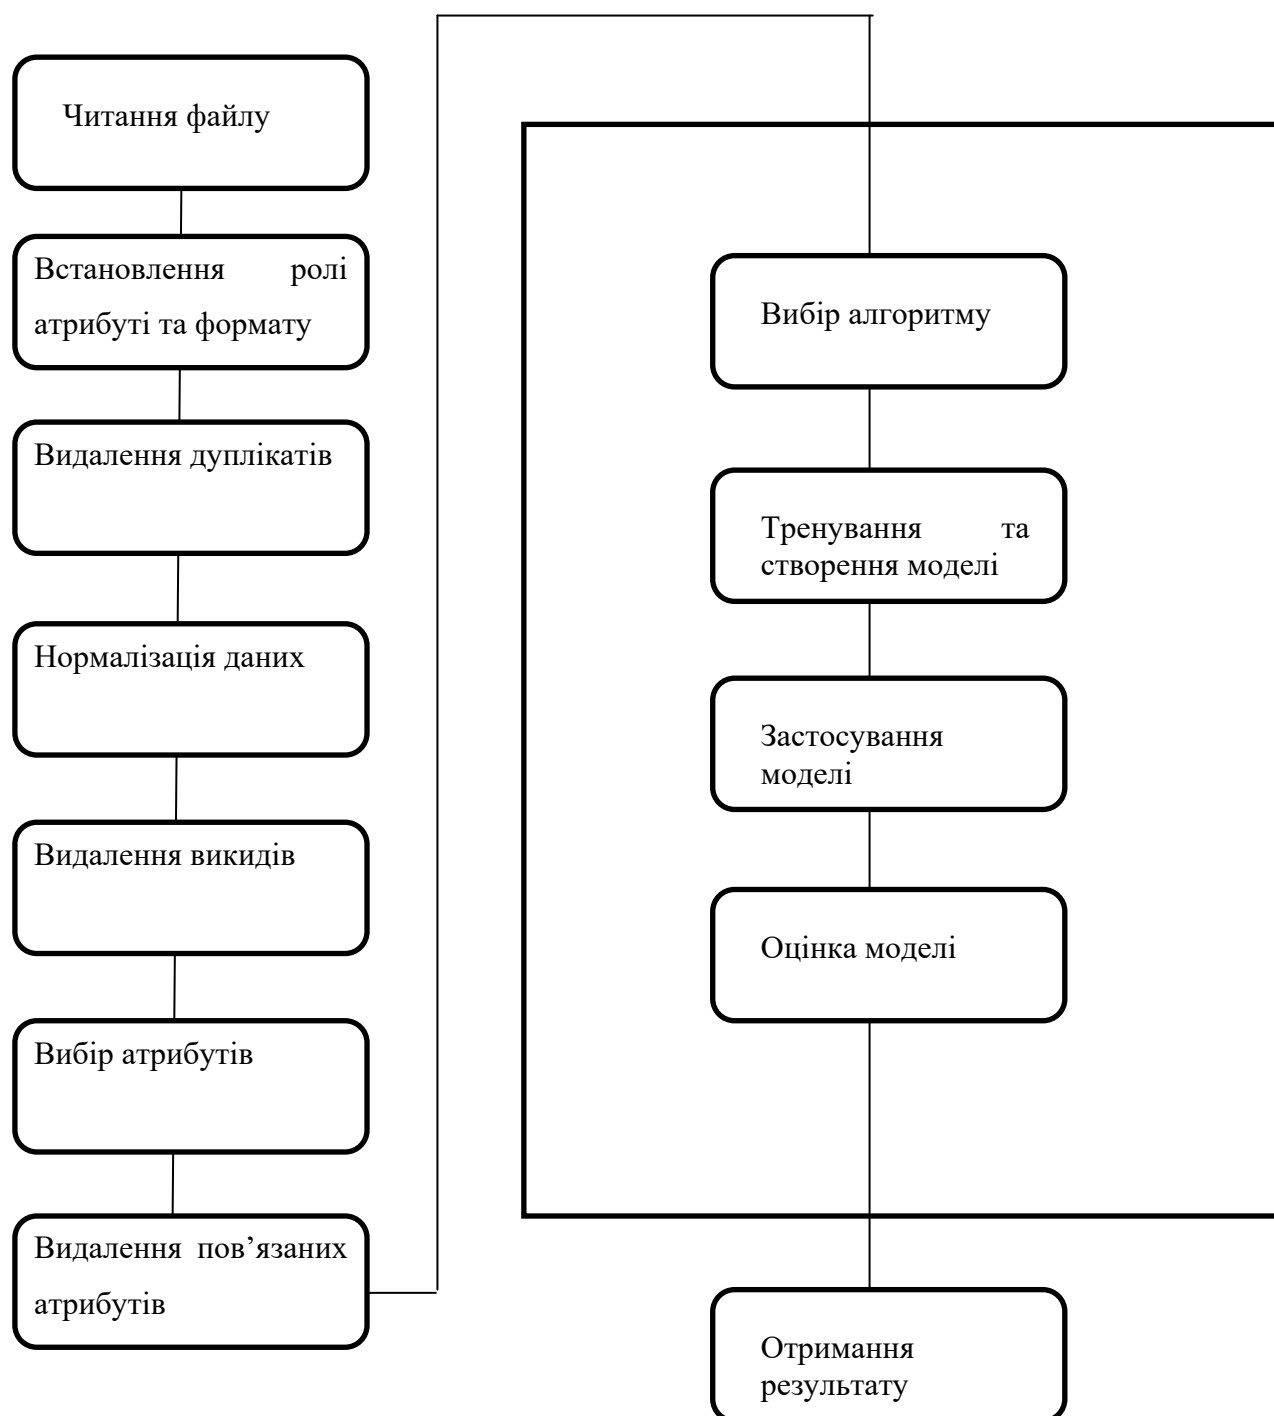 Читання файлу
Встановлення ролі
атрибуті та формату
Видалення дуплікатів
Нормалізація даних
Видалення викидів
Вибір атрибутів
Видалення пов’язаних
атрибутів
Вибір алгоритму
Тренування та
створення моделі
Застосування
моделі
Оцінка моделі
Отримання
результату